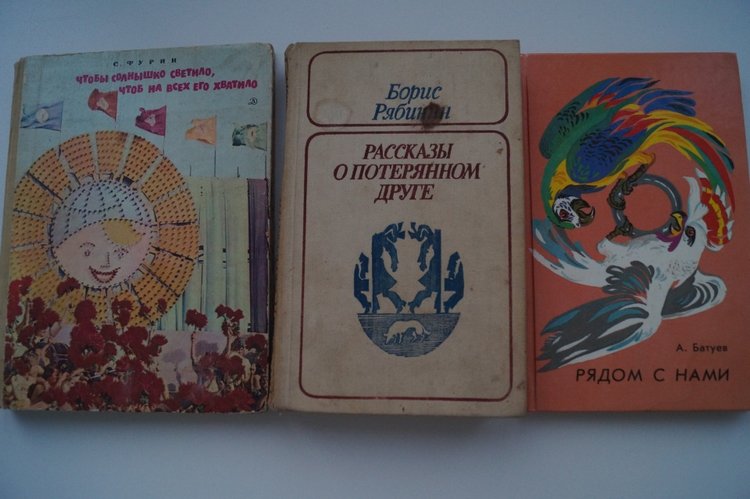 С. ФУРИН
ЧТОБЫ СОЛНЫШКО СВЕТИЛО,
ЧТОБ НА ВСЕХ ЕГО ХВАТИЛО
Борис
Рябинин
РАССКАЗЫ
О ПОТЕРЯННОМ
ДРУГЕ
А. Батуев
РЯДОМ С НАМИ